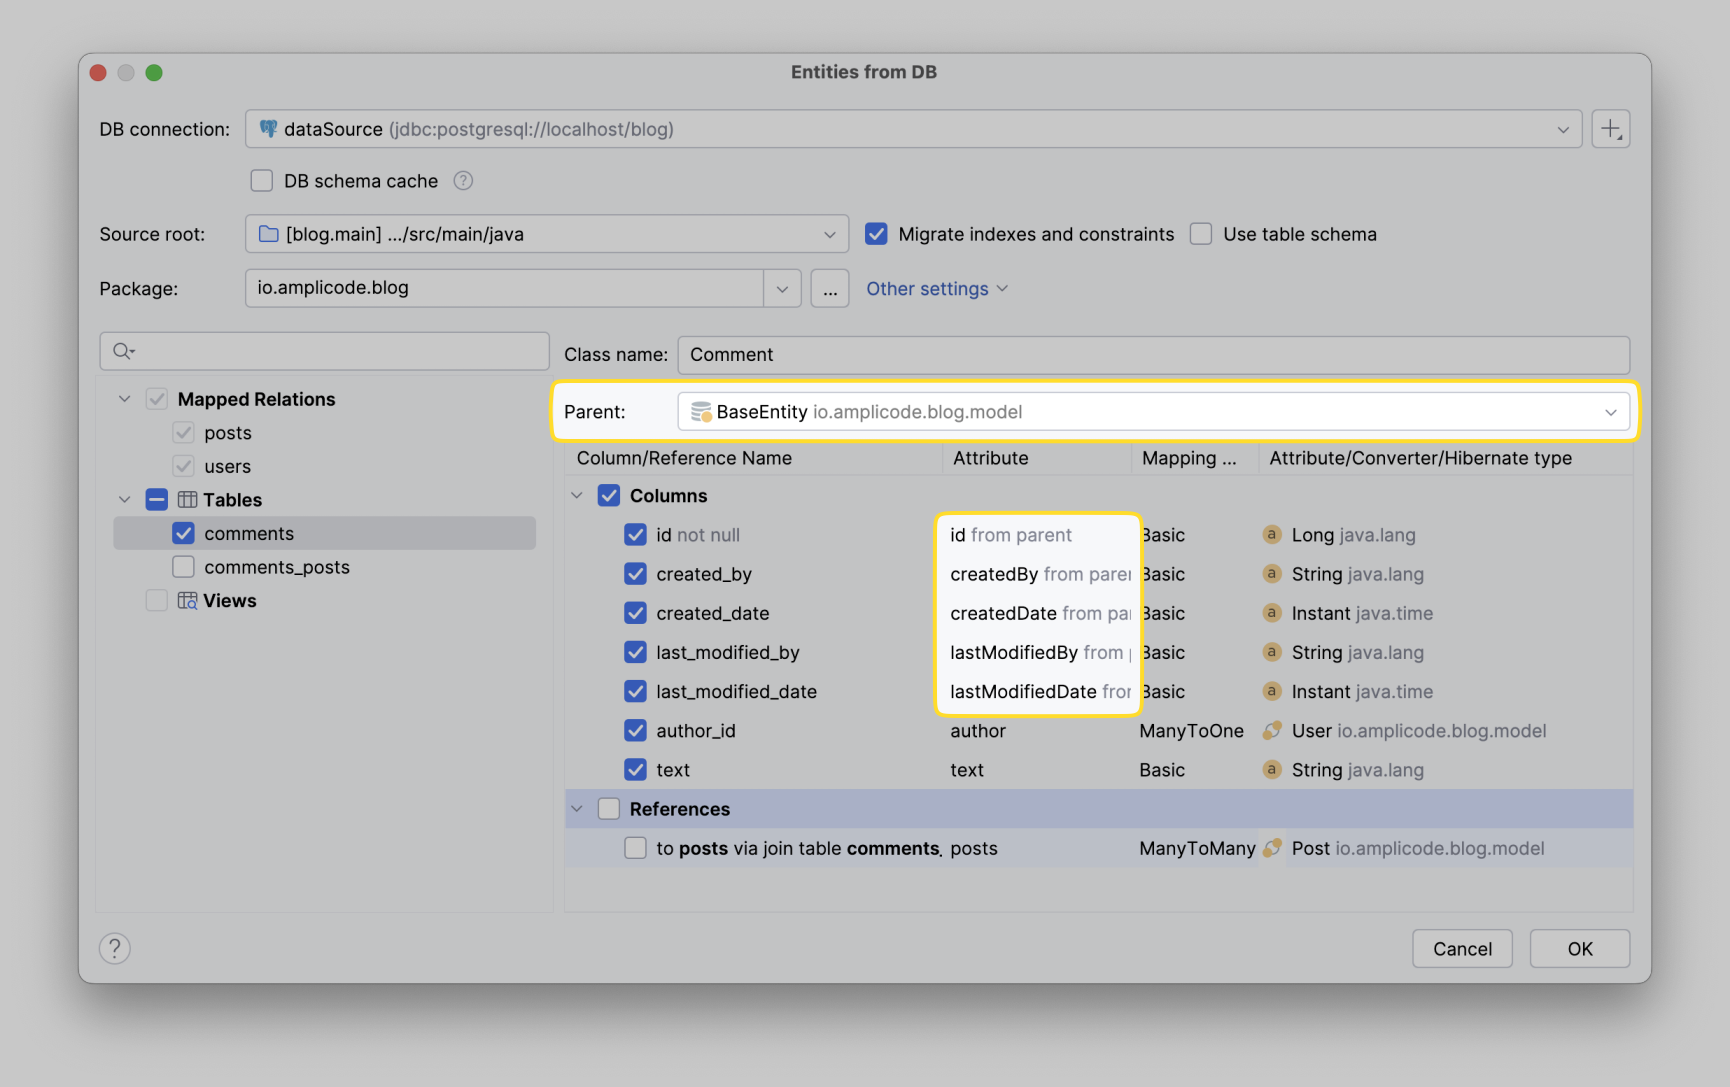 Entities from DB
DB connection: dataSource (jdbc:postgresql://localhost/blog)
DB schema cache ?
Source root: [blog.main] .../src/main/java Migrate indexes and constraints Use table schema
Package: io.amplicode.blog ... Other settings
Class name: Comment
Parent: BaseEntity io.amplicode.blog.model
Mapped Relations
posts
users
Tables
comments
comments_posts
Views
Column/Reference Name Attribute Mapping ... Attribute/Converter/Hibernate type
Columns
id not null id from parent Basic a Long java.lang
created_by createdBy from paren Basic a String java.lang
created_date createdDate from pa Basic a Instant java.time
last_modified_by lastModifiedBy from Basic a String java.lang
last_modified_date lastModifiedDate fror Basic a Instant java.time
author_id author ManyToOne User io.amplicode.blog.model
text text Basic a String java.lang
References
to posts via join table comments_ posts ManyToMany Post io.amplicode.blog.model
? Cancel OK